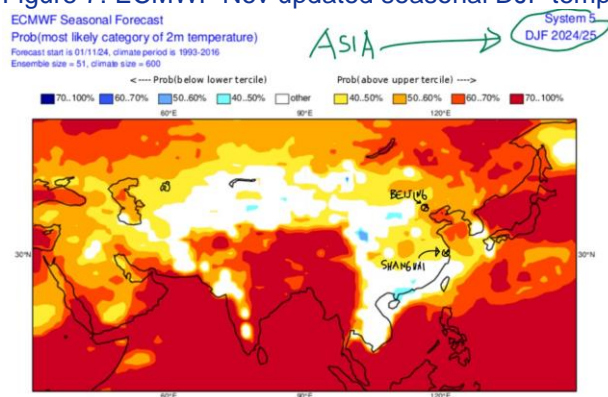 Figure 7: ECMWF Nov updated seasonal DJF temp
ECMWF Seasonal Forecast
System 5
Prob(most likely category of 2m temperature)
ASIA
DJF 2024/25
Forecast start is 01/11/24, climate period is 1993-2016
Ensemble size = 51, climate size = 600
<---- Prob(below lower tercile)
Prob(above upper tercile) ---->
70..100% 60..70% 50..60% 40..50% other 40..50% 50..60% 60..70% 70..100%
60°E 90°E 120°E
BEIJING
30°N 30°N
SHANGHAI
60°E 90°E 120°E